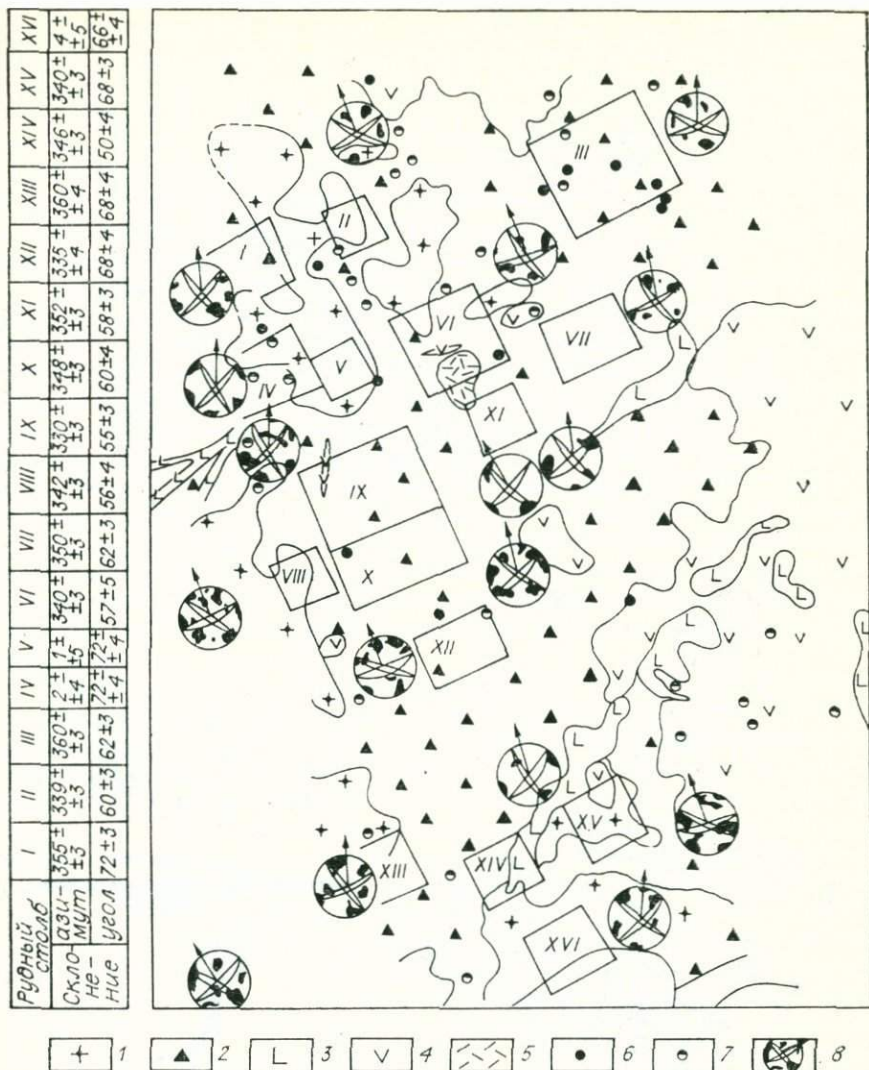 Рудный I II III IV V VI VII VIII IX X XI XII XIII XIV XV XVI
столб
Скло- ази- 355± 339± 360± 2± 1± 340± 350± 342± 330± 348± 352± 335± 360± 346± 340± 4±
не- мут ±3 ±3 ±3 ±4 ±5 ±3 ±3 ±3 ±3 ±3 ±3 ±4 ±4 ±3 ±3 ±5
ние угол 72±3 60±3 62±3 72± 72± 57±5 62±3 56±4 55±3 60±4 58±3 68±4 68±4 50±4 68±3 66±
±4 ±4 ±4
III
II
I
VI
VII
V
IV
XI
IX
VIII
X
XII
XV
XIII
XIV
XVI
1 2 3 4 5 6 7 8